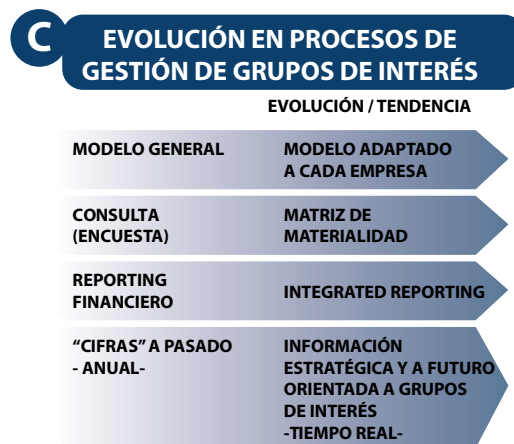 C
EVOLUCIÓN EN PROCESOS DE
GESTIÓN DE GRUPOS DE INTERÉS
EVOLUCIÓN / TENDENCIA
MODELO GENERAL
MODELO ADAPTADO
A CADA EMPRESA
CONSULTA
(ENCUESTA)
MATRIZ DE
MATERIALIDAD
REPORTING
FINANCIERO
INTEGRATED REPORTING
“CIFRAS” A PASADO
- ANUAL-
INFORMACIÓN
ESTRATÉGICA Y A FUTURO
ORIENTADA A GRUPOS
DE INTERÉS
-TIEMPO REAL-